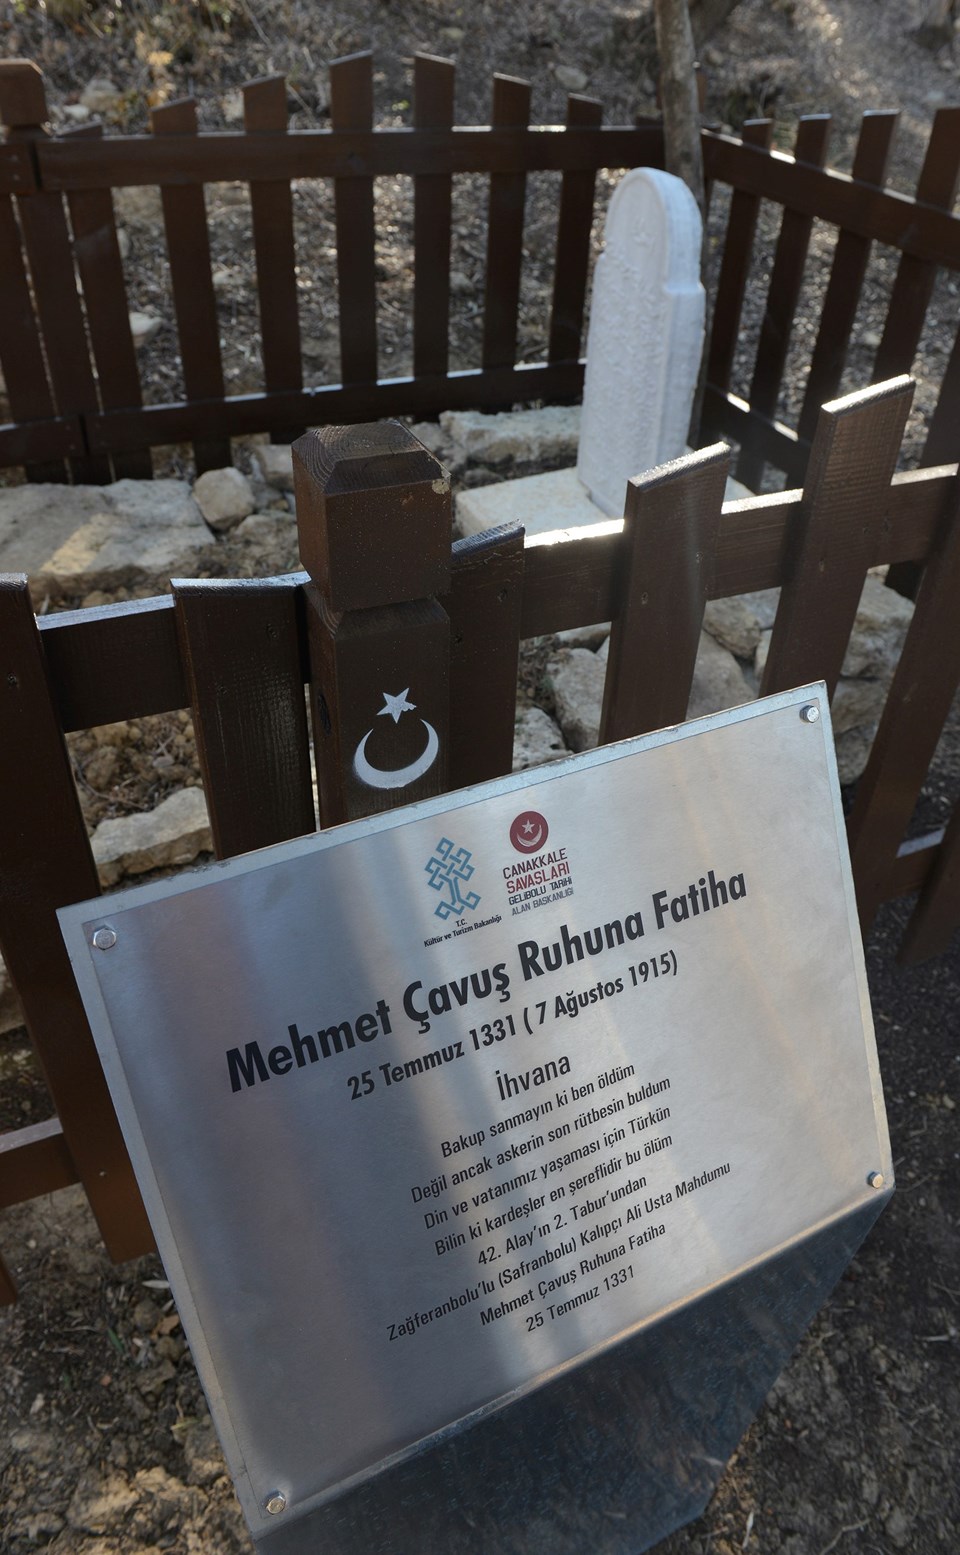 T.C.
Kültür ve Turizm Bakanlığı
ÇANAKKALE
SAVAŞLARI
GELİBOLU TARİHİ
ALAN BAŞKANLIĞI
Mehmet Çavuş Ruhuna Fatiha
25 Temmuz 1331 ( 7 Ağustos 1915)
İhvana
Bakup sanmayın ki ben öldüm
Değil ancak askerin son rütbesin buldum
Din ve vatanımız yaşaması için Türkün
Bilin ki kardeşler en şereflidir bu ölüm
42. Alay'ın 2. Tabur'undan
Zağferanbolu'lu (Safranbolu) Kalıpçı Ali Usta Mahdumu
Mehmet Çavuş Ruhuna Fatiha
25 Temmuz 1331